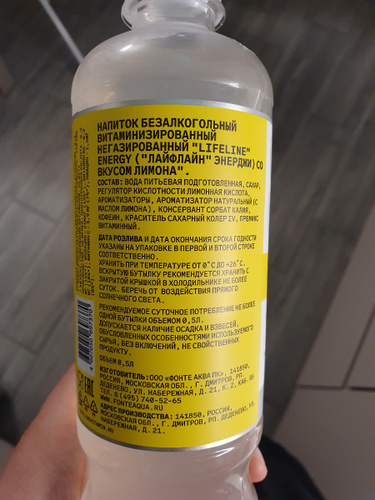 НАПИТОК БЕЗАЛКОГОЛЬНЫЙ
ВИТАМИНИЗИРОВАННЫЙ
НЕГАЗИРОВАННЫЙ "LIFELINE"
ENERGY ("ЛАЙФЛАЙН" ЭНЕРДЖИ) СО
ВКУСОМ ЛИМОНА".
СОСТАВ: ВОДА ПИТЬЕВАЯ ПОДГОТОВЛЕННАЯ, САХАР,
РЕГУЛЯТОР КИСЛОТНОСТИ ЛИМОННАЯ КИСЛОТА,
АРОМАТИЗАТОРЫ, АРОМАТИЗАТОР НАТУРАЛЬНЫЙ (С
МАСЛОМ ЛИМОНА), КОНСЕРВАНТ СОРБАТ КАЛИЯ,
КОФЕИН, КРАСИТЕЛЬ САХАРНЫЙ КОЛЕР IV, ПРЕМИКС
ВИТАМИННЫЙ.
ДАТА РОЗЛИВА И ДАТА ОКОНЧАНИЯ СРОКА ГОДНОСТИ
УКАЗАНЫ НА УПАКОВКЕ В ПЕРВОЙ И ВТОРОЙ СТРОКЕ
СООТВЕТСТВЕННО.
ХРАНИТЬ ПРИ ТЕМПЕРАТУРЕ ОТ 0°С ДО +26°С.
ВСКРЫТУЮ БУТЫЛКУ РЕКОМЕНДУЕТСЯ ХРАНИТЬ С
ЗАКРЫТОЙ КРЫШКОЙ В ХОЛОДИЛЬНИКЕ НЕ БОЛЕЕ
СУТОК. БЕРЕЧЬ ОТ ВОЗДЕЙСТВИЯ ПРЯМОГО
СОЛНЕЧНОГО СВЕТА.
РЕКОМЕНДУЕМОЕ СУТОЧНОЕ ПОТРЕБЛЕНИЕ НЕ БОЛЕЕ
ОДНОЙ БУТЫЛКИ ОБЪЕМОМ 0,5Л.
ДОПУСКАЕТСЯ НАЛИЧИЕ ОСАДКА И ВЗВЕСЕЙ,
ОБУСЛОВЛЕННЫХ ОСОБЕННОСТЯМИ ИСПОЛЬЗУЕМОГО
СЫРЬЯ, БЕЗ ВКЛЮЧЕНИЙ, НЕ СВОЙСТВЕННЫХ
ПРОДУКТУ.
ОБЪЕМ 0,5Л
ИЗГОТОВИТЕЛЬ: ООО «ФОНТЕ АКВА ПК», 141850,
РОССИЯ, МОСКОВСКАЯ ОБЛ., Г. ДМИТРОВ, РП.
ДЕДЕНЕВО, УЛ. НАБЕРЕЖНАЯ, Д. 21, К. 2, КАБ. 8Б
ТЕЛ. 8 (495) 740-52-65
WWW.FONTEAQUA.RU
АДРЕС ПРОИЗВОДСТВА: 141850, РОССИЯ,
МОСКОВСКАЯ ОБЛ., Г. ДМИТРОВ, РП. ДЕДЕНЕВО, УЛ.
НАБЕРЕЖНАЯ, Д. 21.